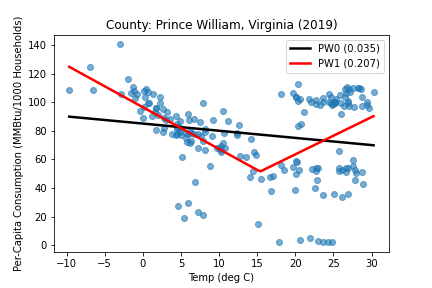 County: Prince William, Virginia (2019)
PW0 (0.035)
PW1 (0.207)
Per-Capita Consumption (MMBtu/1000 Households)
140
120
100
80
60
40
20
0
−10 −5 0 5 10 15 20 25 30
Temp (deg C)